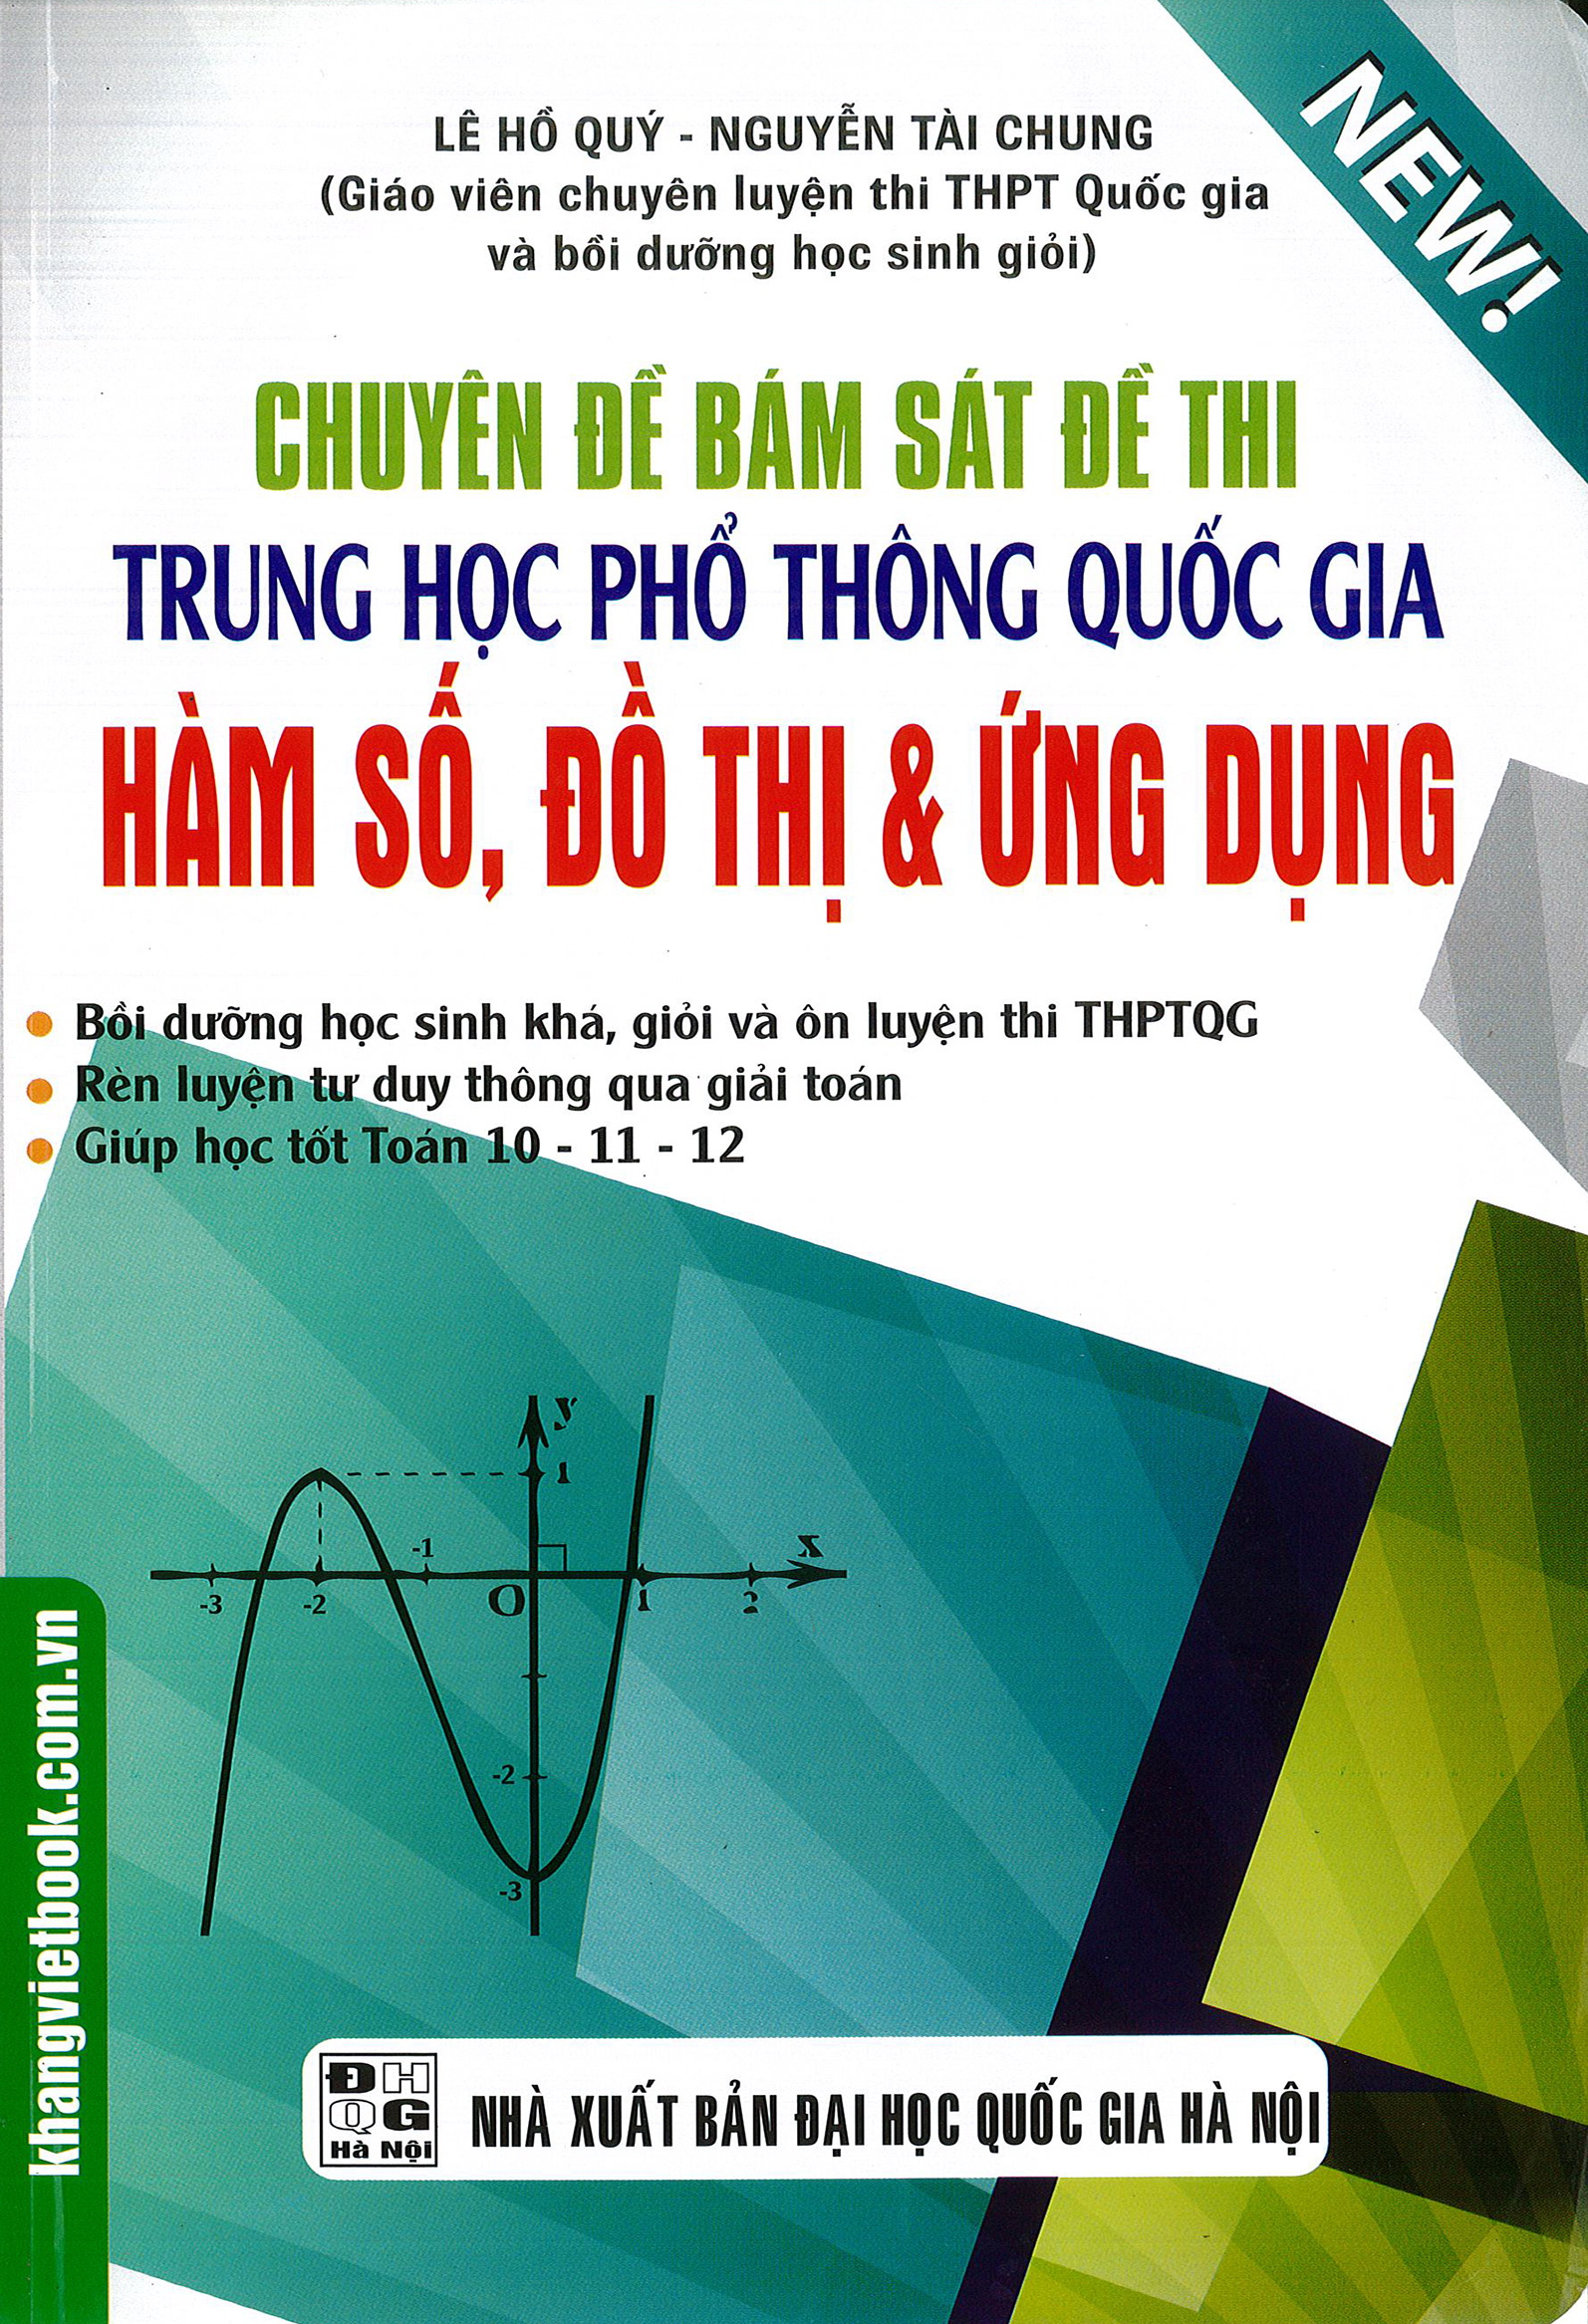 NEW!
LÊ HỒ QUÝ - NGUYỄN TÀI CHUNG
(Giáo viên chuyên luyện thi THPT Quốc gia
và bồi dưỡng học sinh giỏi)
CHUYÊN ĐỀ BÁM SÁT ĐỀ THI
TRUNG HỌC PHỔ THÔNG QUỐC GIA
HÀM SỐ, ĐỒ THỊ & ỨNG DỤNG
Bồi dưỡng học sinh khá, giỏi và ôn luyện thi THPTQG
Rèn luyện tư duy thông qua giải toán
Giúp học tốt Toán 10 - 11 - 12
y
1
-1
x
-3 -2 O 1 2
-2
-3
khangvietbook.com.vn
ĐH
QG
Hà Nội
NHÀ XUẤT BẢN ĐẠI HỌC QUỐC GIA HÀ NỘI